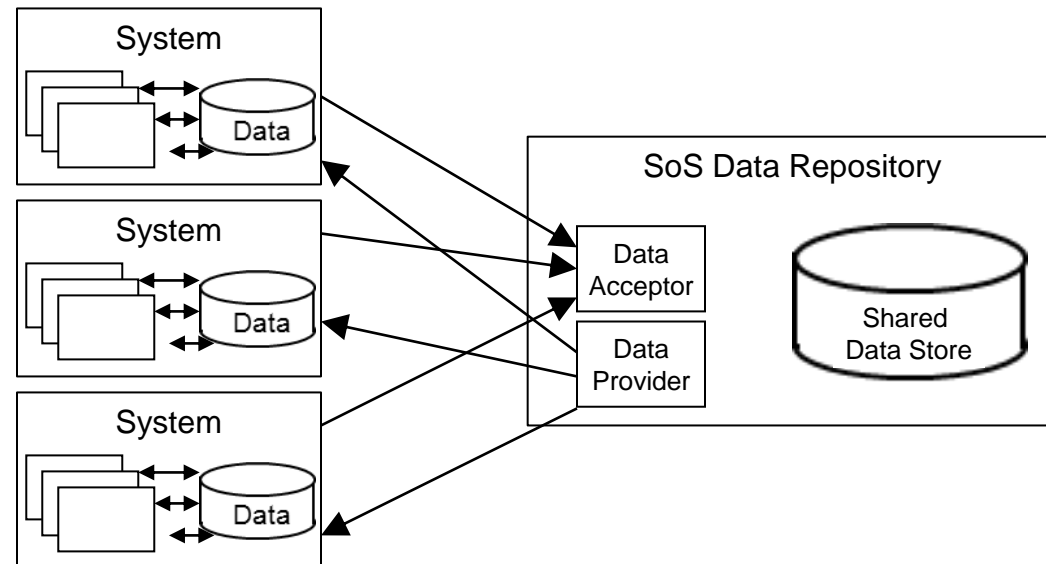 System
Data
System
Data
System
Data
SoS Data Repository
Data
Acceptor
Data
Provider
Shared
Data Store